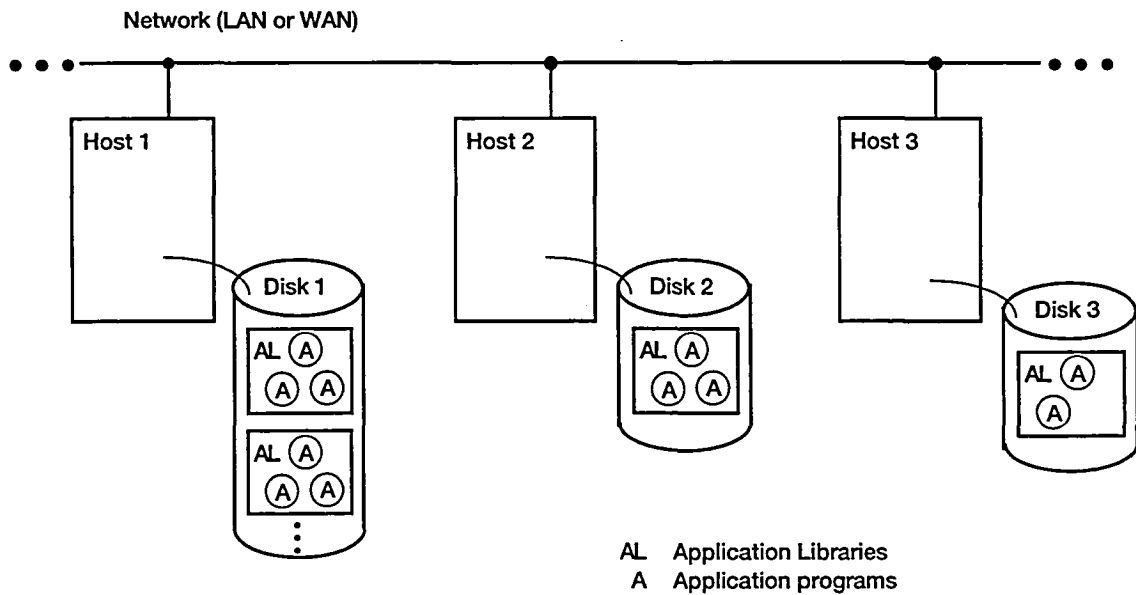 Network (LAN or WAN)
Host 1
Host 2
Host 3
Disk 1
AL A
A A
AL A
A A
Disk 2
AL A
A A
Disk 3
AL A
A
AL Application Libraries
A Application programs